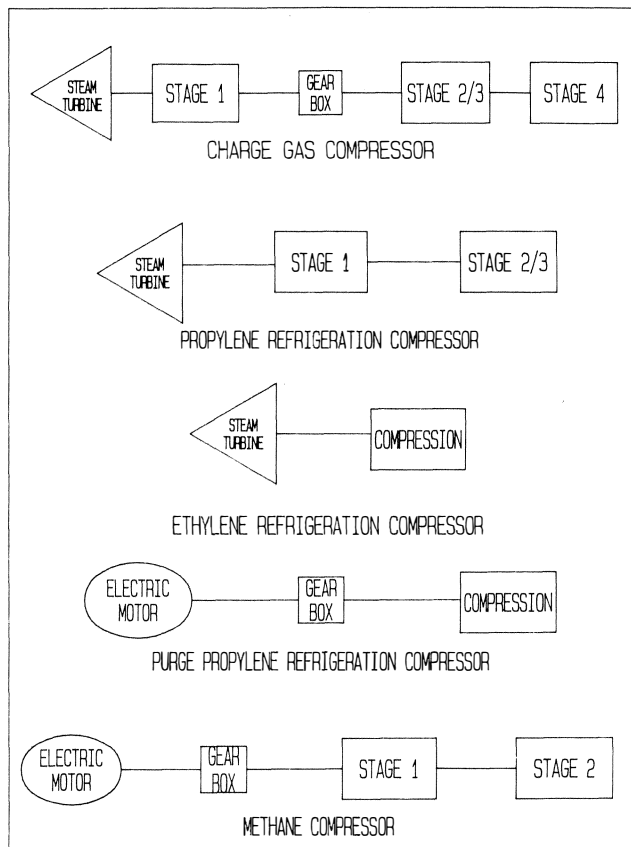 STEAM
TURBINE
STAGE 1
GEAR
BOX
STAGE 2/3
STAGE 4
CHARGE GAS COMPRESSOR
STEAM
TURBINE
STAGE 1
STAGE 2/3
PROPYLENE REFRIGERATION COMPRESSOR
STEAM
TURBINE
COMPRESSION
ETHYLENE REFRIGERATION COMPRESSOR
ELECTRIC
MOTOR
GEAR
BOX
COMPRESSION
PURGE PROPYLENE REFRIGERATION COMPRESSOR
ELECTRIC
MOTOR
GEAR
BOX
STAGE 1
STAGE 2
METHANE COMPRESSOR